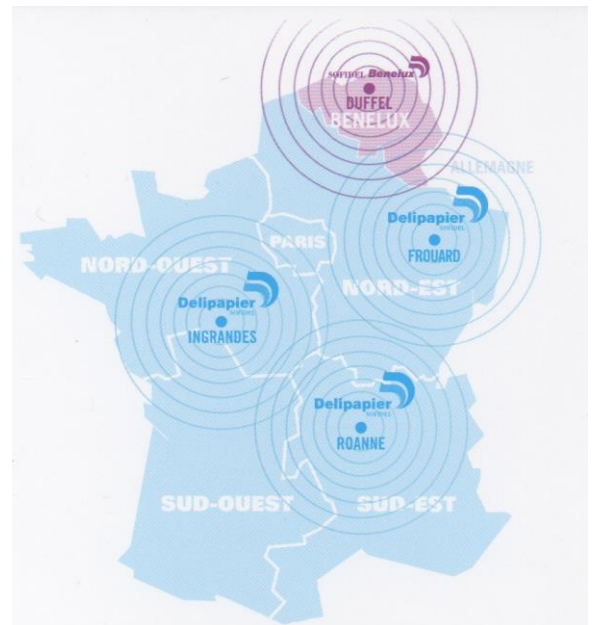 SOFIDEL Benelux
DUFFEL
BENELUX
ALLEMAGNE
Delipapier
SOFIDEL
FROUARD
PARIS
NORD-OUEST
NORD-EST
Delipapier
SOFIDEL
INGRANDES
Delipapier
SOFIDEL
ROANNE
SUD-OUEST
SUD-EST